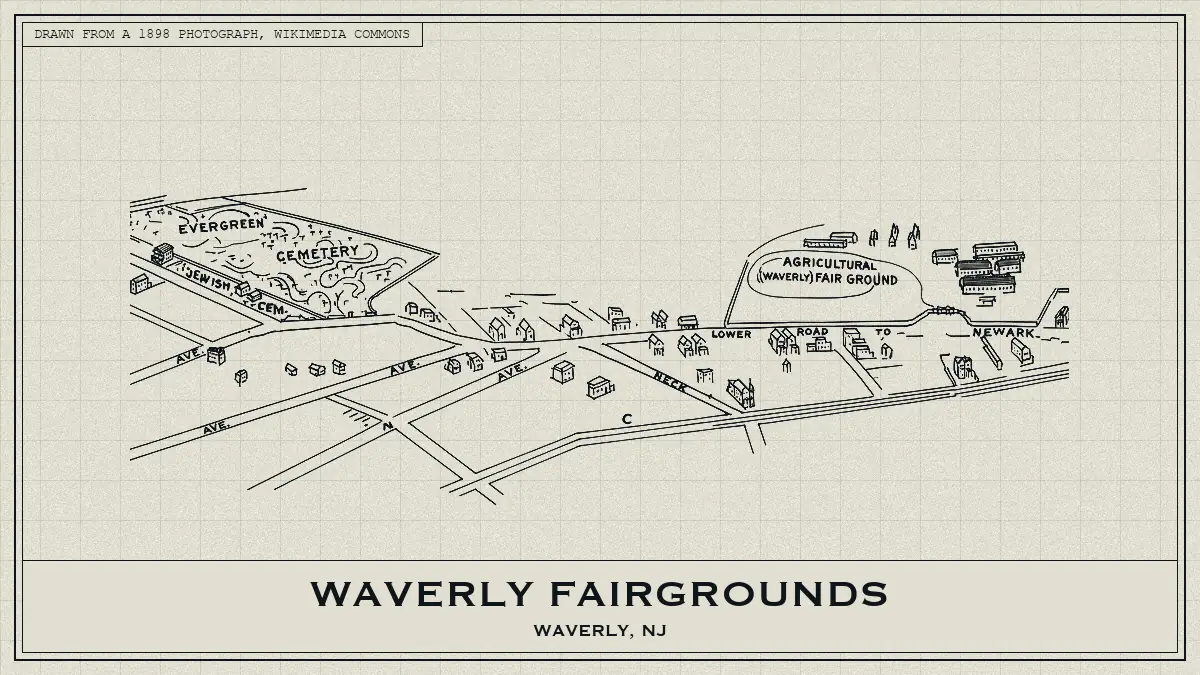 DRAWN FROM A 1898 PHOTOGRAPH, WIKIMEDIA COMMONS
EVERGREEN
CEMETERY
JEWISH
CEM.
AGRICULTURAL
(WAVERLY) FAIR GROUND
LOWER ROAD TO NEWARK.
AVE.
AVE.
AVE.
NECK
AVE.
C
N
WAVERLY FAIRGROUNDS
WAVERLY, NJ